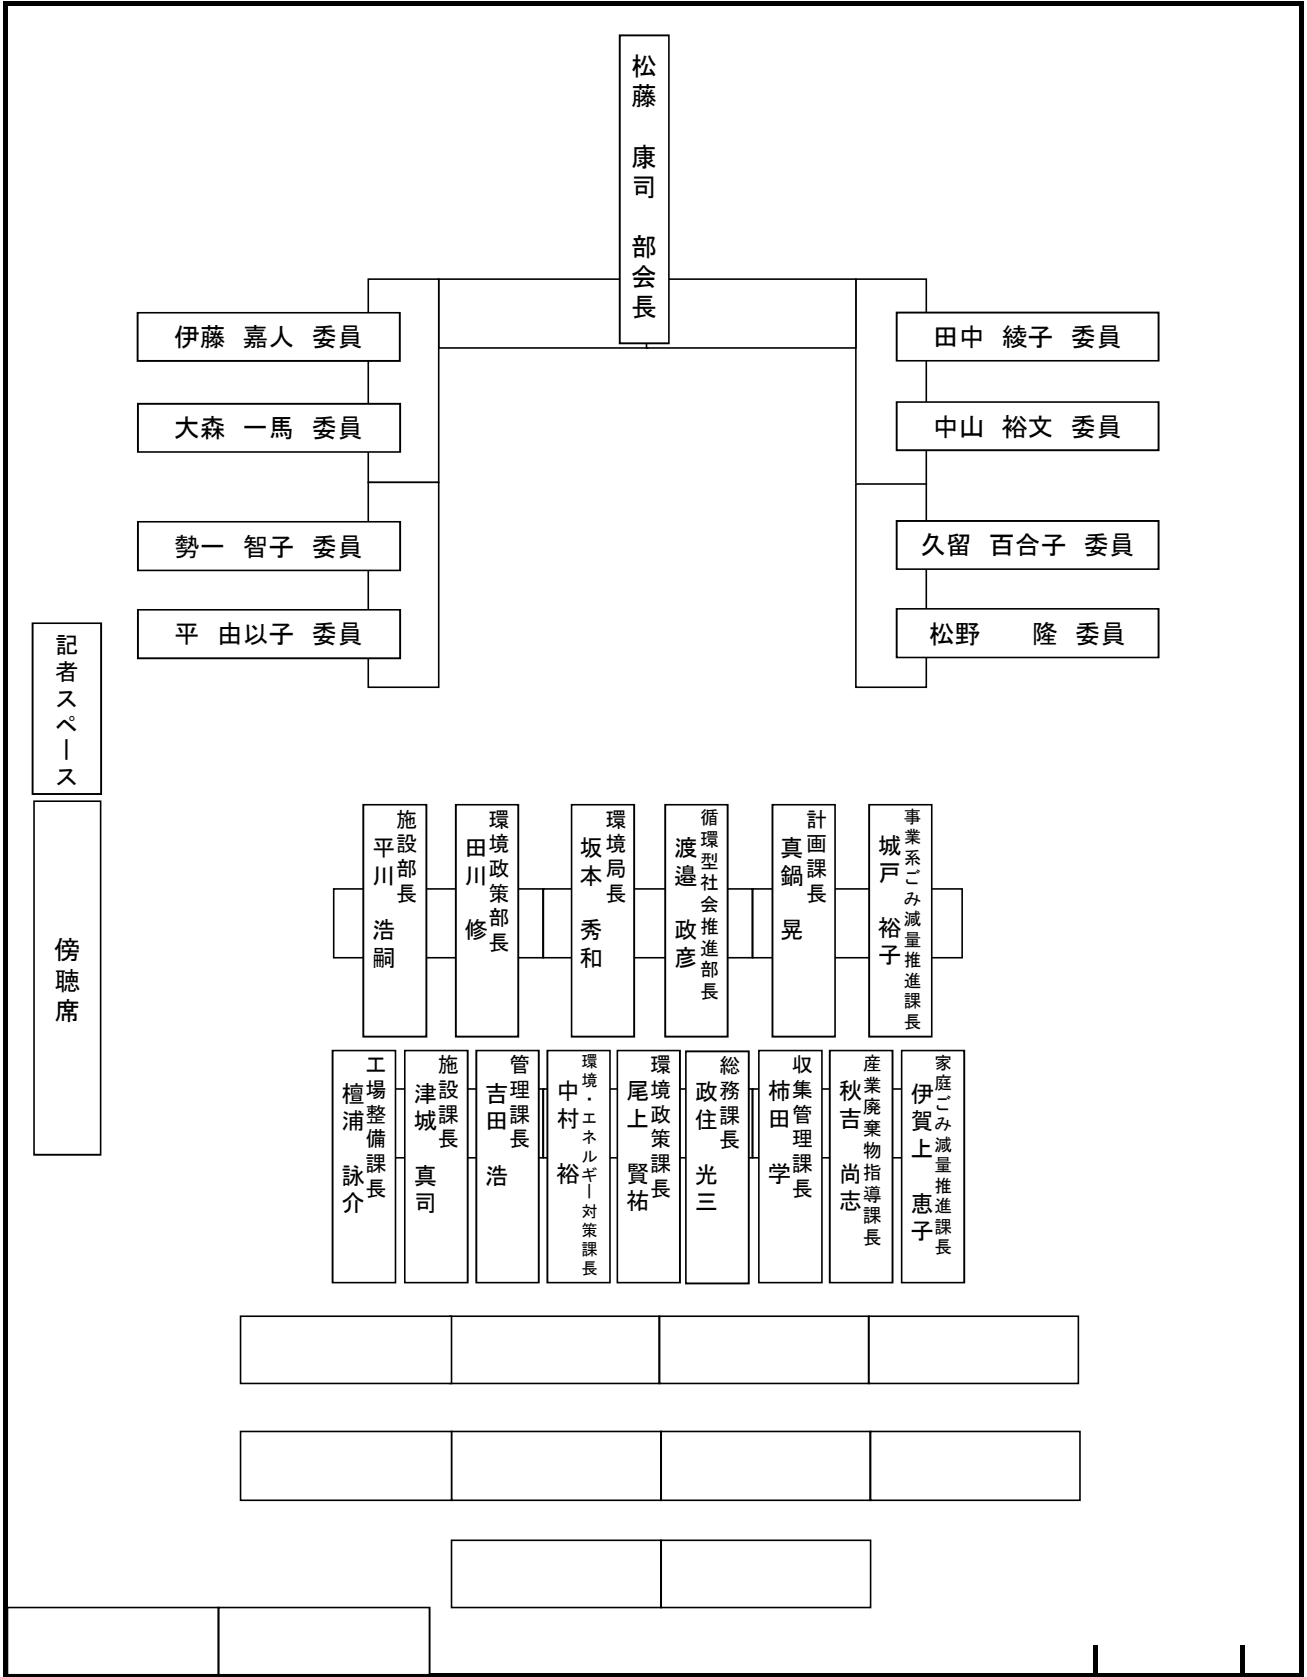 松藤 康司 部会長
伊藤 嘉人 委員
田中 綾子 委員
大森 一馬 委員
中山 裕文 委員
勢一 智子 委員
久留 百合子 委員
平 由以子 委員
松野 隆 委員
記者スペース
傍聴席
施設部長
平川 浩嗣
環境政策部長
田川 修
環境局長
坂本 秀和
循環型社会推進部長
渡邉 政彦
計画課長
真鍋 晃
事業系ごみ減量推進課長
城戸 裕子
工場整備課長
檀浦 詠介
施設課長
津城 真司
管理課長
吉田 浩
環境・エネルギー対策課長
中村 裕
環境政策課長
尾上 賢祐
総務課長
政住 光三
収集管理課長
柿田 学
産業廃棄物指導課長
秋吉 尚志
家庭ごみ減量推進課長
伊賀上 恵子